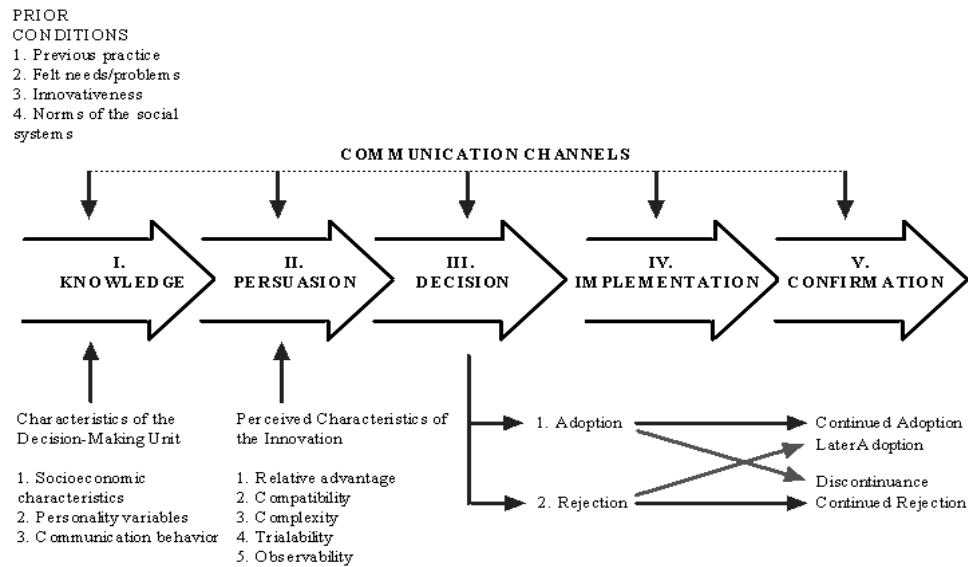 PRIOR
CONDITIONS
1. Previous practice
2. Felt needs/problems
3. Innovativeness
4. Norms of the social
systems
COMMUNICATION CHANNELS
I.
KNOWLEDGE
II.
PERSUASION
III.
DECISION
IV.
IMPLEMENTATION
V.
CONFIRMATION
Characteristics of the
Decision-Making Unit
1. Socioeconomic
characteristics
2. Personality variables
3. Communication behavior
Perceived Characteristics of
the Innovation
1. Relative advantage
2. Compatibility
3. Complexity
4. Trialability
5. Observability
1. Adoption
2. Rejection
Continued Adoption
Later Adoption
Discontinuance
Continued Rejection